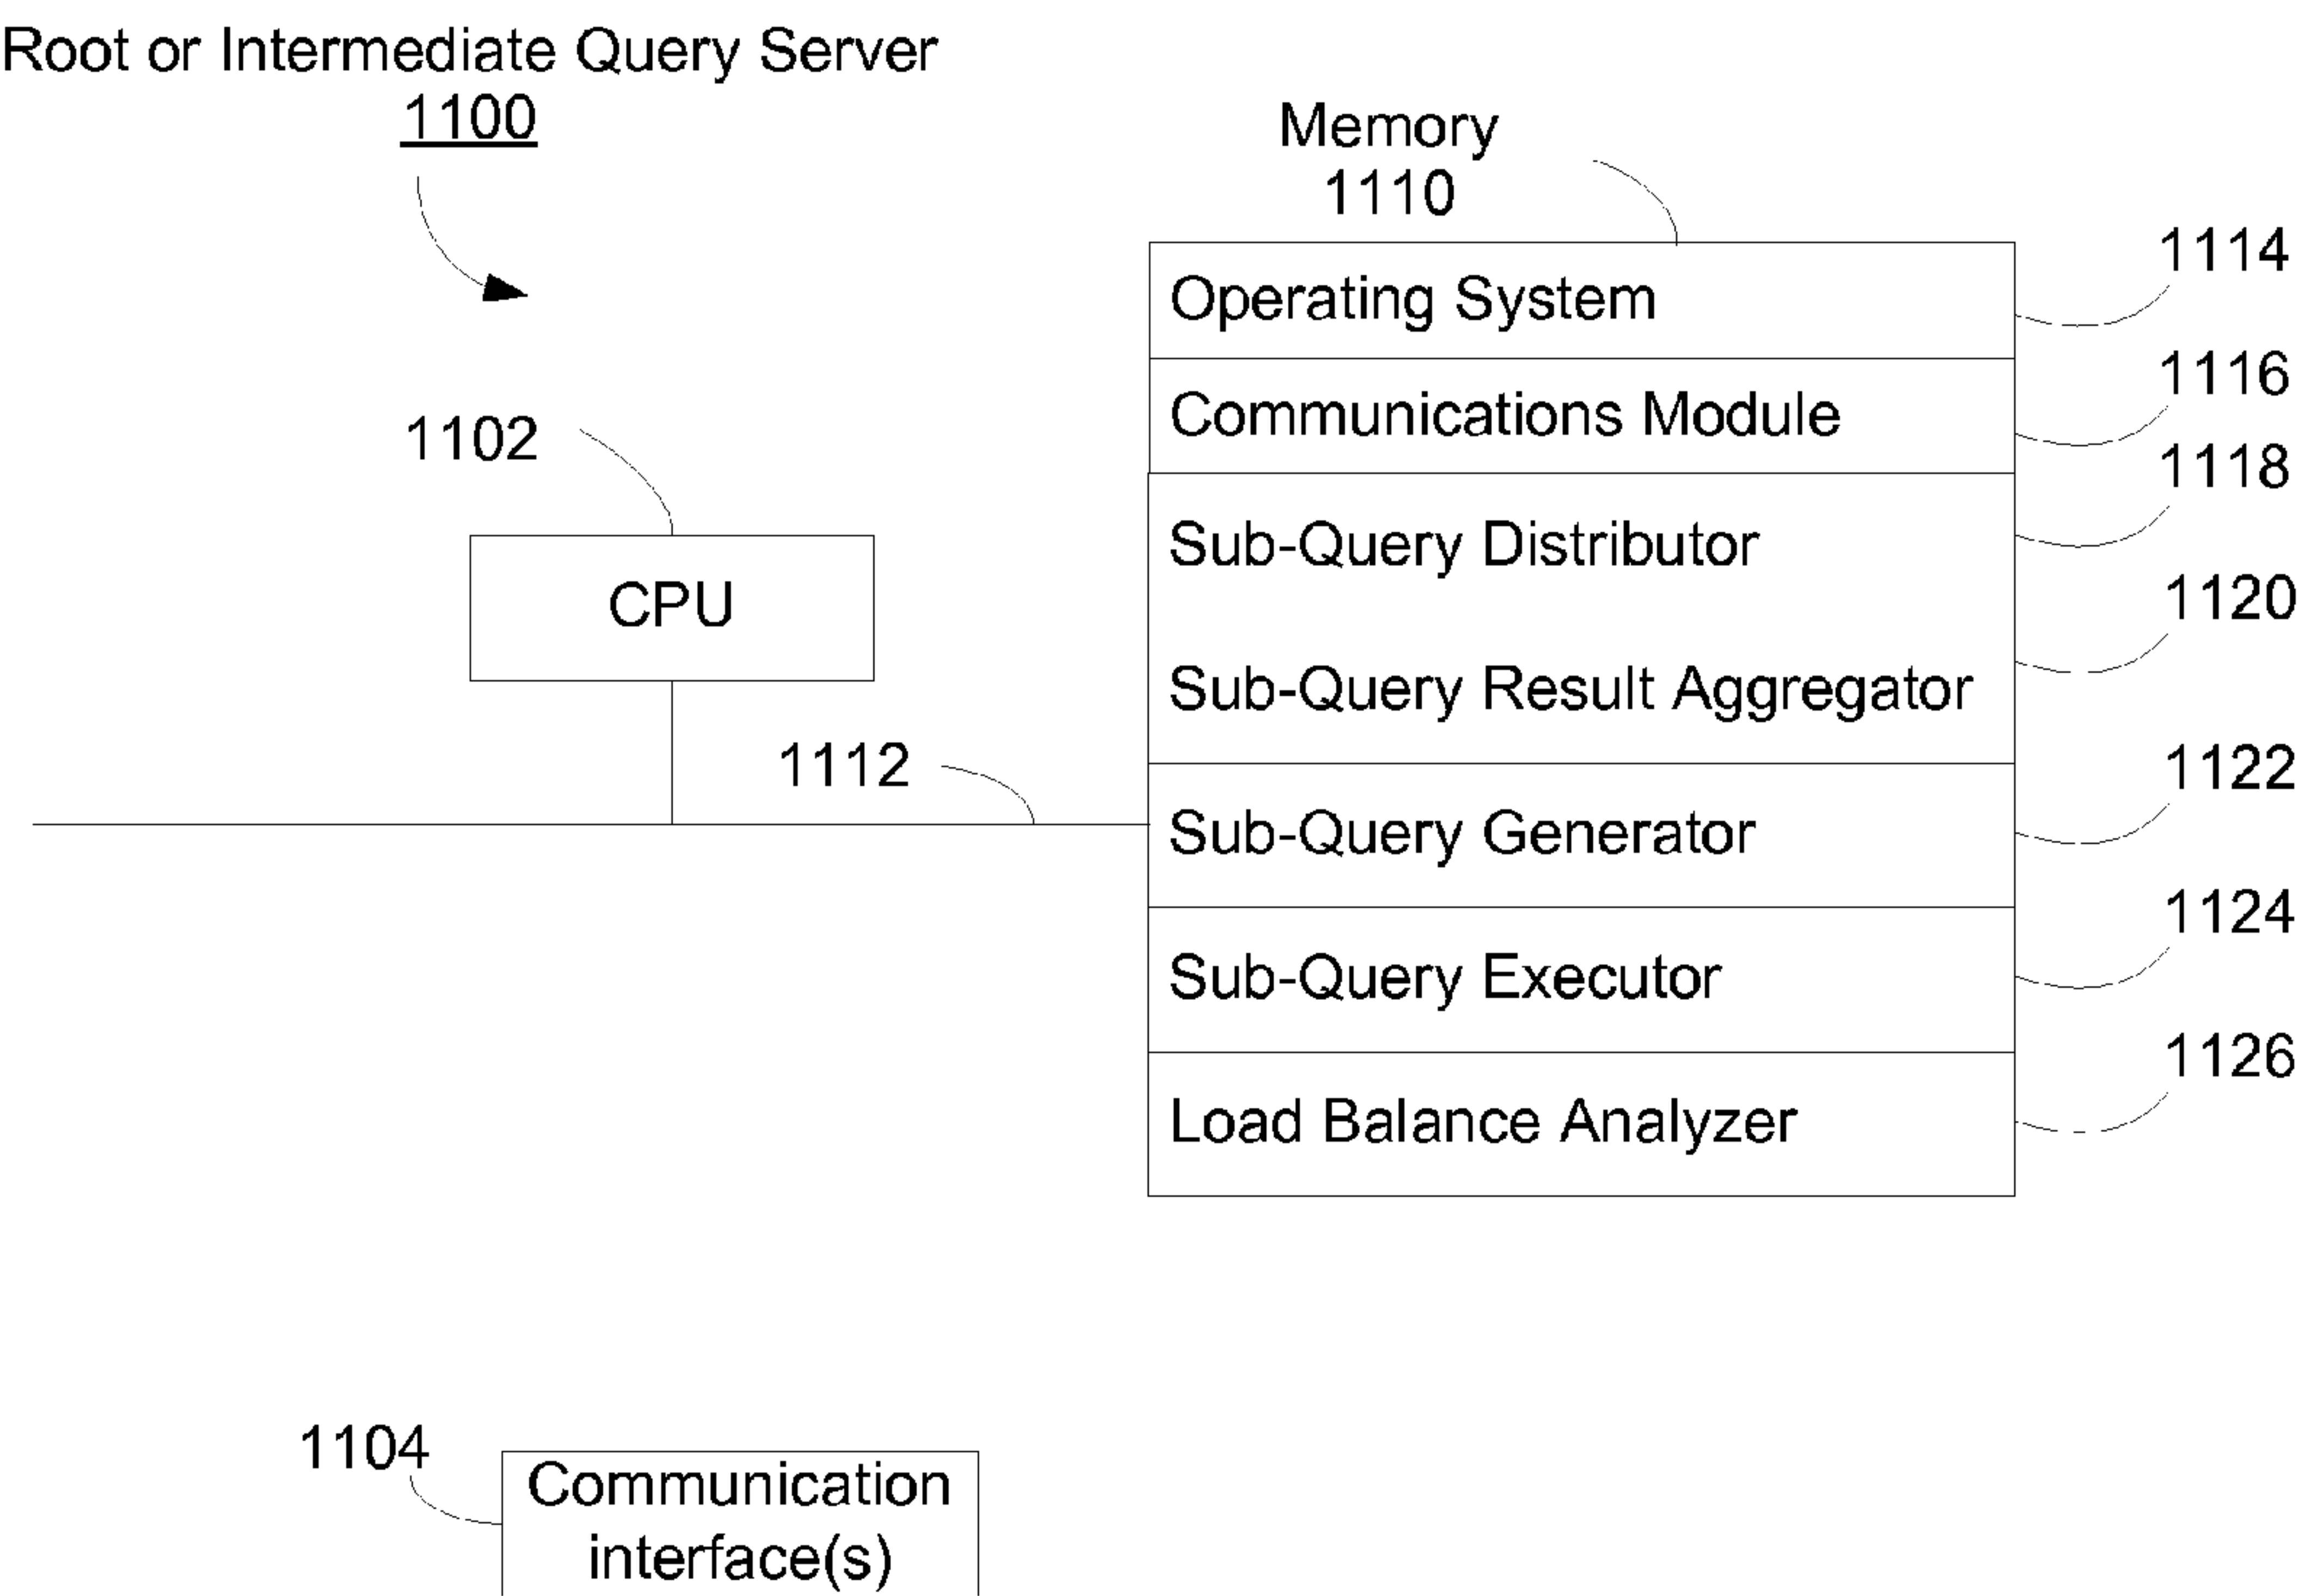 Root or Intermediate Query Server
1100
Memory
1110
1114
Operating System
1116
Communications Module
1102
1118
Sub-Query Distributor
CPU
1120
Sub-Query Result Aggregator
1112
1122
Sub-Query Generator
1124
Sub-Query Executor
1126
Load Balance Analyzer
1104
Communication
interface(s)